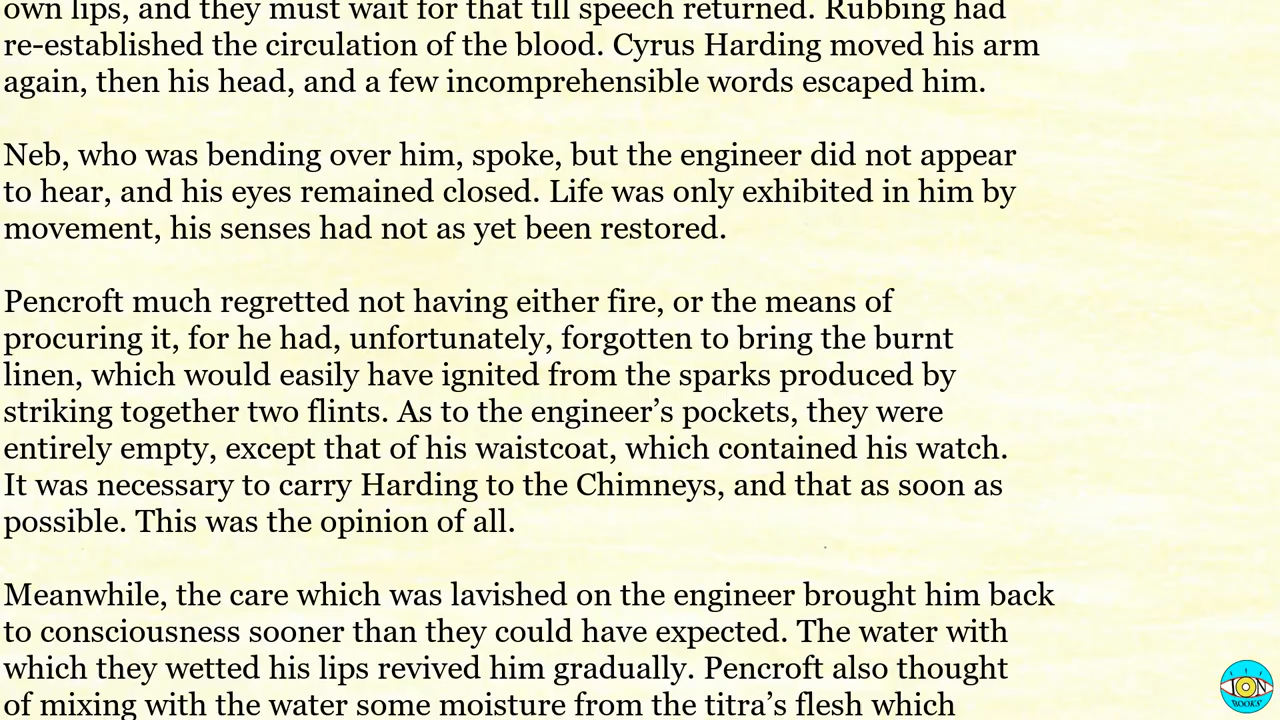 own lips, and they must wait for that till speech returned. Rubbing had
re-established the circulation of the blood. Cyrus Harding moved his arm
again, then his head, and a few incomprehensible words escaped him.
Neb, who was bending over him, spoke, but the engineer did not appear
to hear, and his eyes remained closed. Life was only exhibited in him by
movement, his senses had not as yet been restored.
Pencroft much regretted not having either fire, or the means of
procuring it, for he had, unfortunately, forgotten to bring the burnt
linen, which would easily have ignited from the sparks produced by
striking together two flints. As to the engineer’s pockets, they were
entirely empty, except that of his waistcoat, which contained his watch.
It was necessary to carry Harding to the Chimneys, and that as soon as
possible. This was the opinion of all.
Meanwhile, the care which was lavished on the engineer brought him back
to consciousness sooner than they could have expected. The water with
which they wetted his lips revived him gradually. Pencroft also thought
of mixing with the water some moisture from the titra’s flesh which
ION
BOOKS